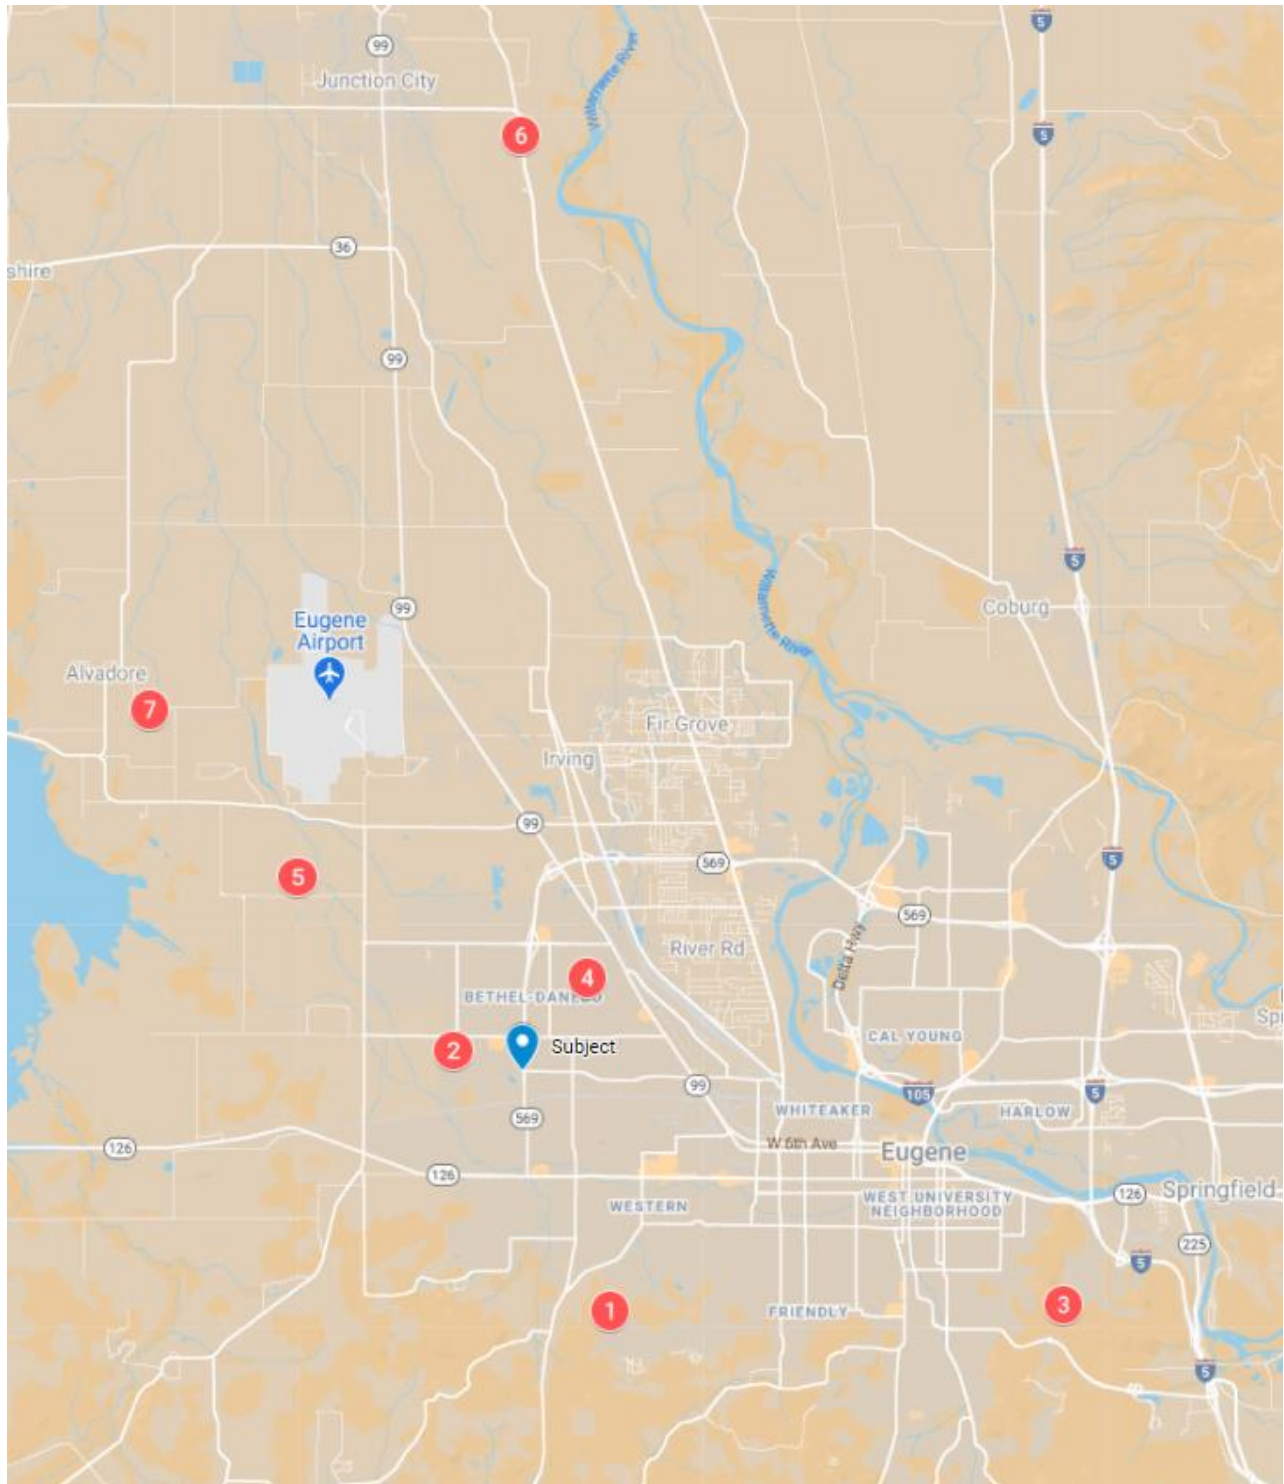 5
99
Junction City
Willamette River
6
5
36
shire
99
5
Willamette River
Coburg
99
Eugene
Airport
Alvadore
7
Fir Grove
Irving
99
5
569
5
569
Delta Hwy
River Rd
4
BETHEL-DANEBO
Spr
CAL YOUNG
2
Subject
99
105
5
WHITEAKER
HARLOW
569
126
W 6th Ave
Eugene
126
126
Springfield
WESTERN
WEST UNIVERSITY
NEIGHBORHOOD
225
5
1
FRIENDLY
3
5